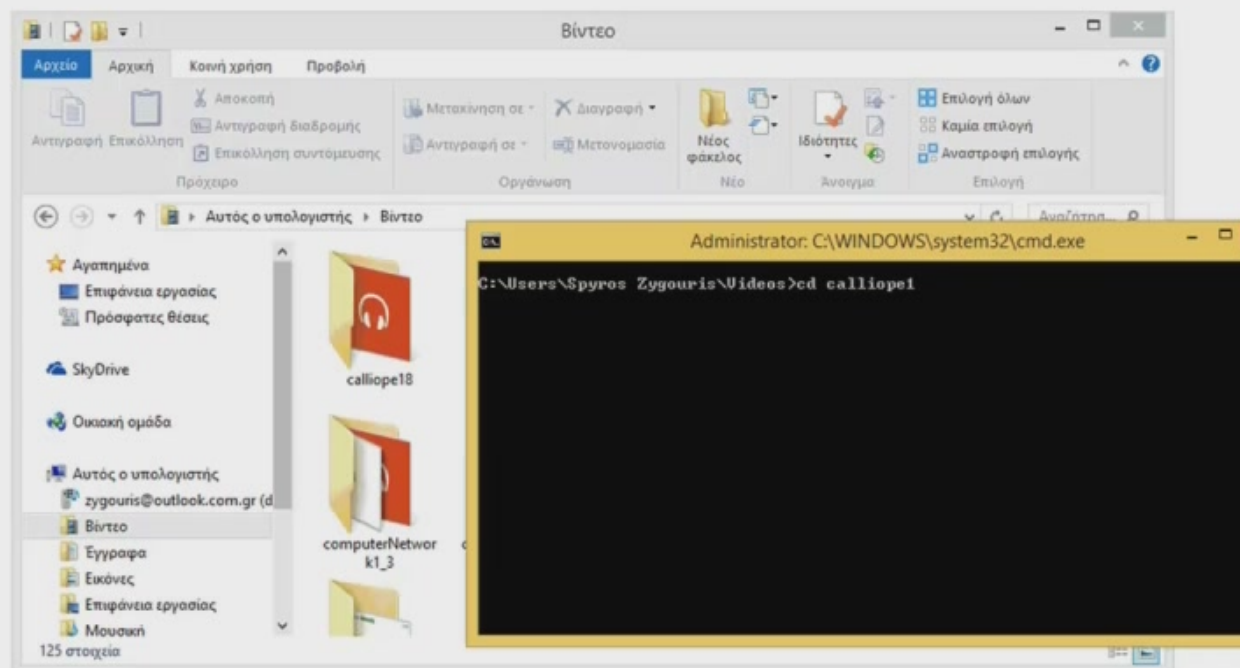 Βίντεο
Αρχείο Αρχική Κοινή χρήση Προβολή
Αντιγραφή Επικόλληση
Αποκοπή
Αντιγραφή διαδρομής
Επικόλληση συντόμευσης
Πρόχειρο
Μετακίνηση σε
Αντιγραφή σε
Διαγραφή
Μετονομασία
Οργάνωση
Νέος
φάκελος
Νέο
Ιδιότητες
Άνοιγμα
Επιλογή όλων
Καμία επιλογή
Αναστροφή επιλογής
Επιλογή
Αυτός ο υπολογιστής Βίντεο
Αγαπημένα
Επιφάνεια εργασίας
Πρόσφατες θέσεις
SkyDrive
Οικιακή ομάδα
Αυτός ο υπολογιστής
zygouris@outlook.com.gr (d
Βίντεο
Έγγραφα
Εικόνες
Επιφάνεια εργασίας
Μουσική
125 στοιχεία
calliope18
computerNetwor
k1_3
Administrator: C:\WINDOWS\system32\cmd.exe
C:\Users\Spyros Zygouris\Videos>cd calliope1